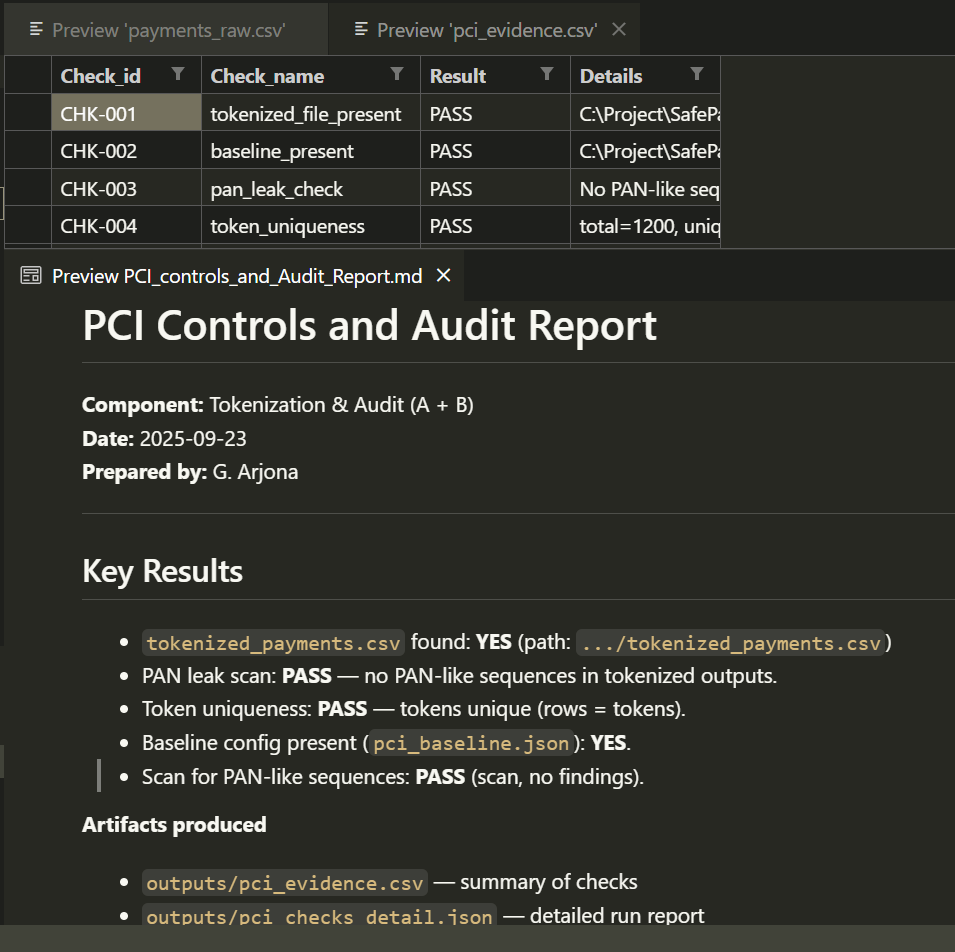 Preview 'payments_raw.csv' Preview 'pci_evidence.csv'
Check_id Check_name Result Details
CHK-001 tokenized_file_present PASS C:\Project\SafePa
CHK-002 baseline_present PASS C:\Project\SafePa
CHK-003 pan_leak_check PASS No PAN-like seq
CHK-004 token_uniqueness PASS total=1200, uniq
Preview PCI_controls_and_Audit_Report.md
PCI Controls and Audit Report
Component: Tokenization & Audit (A + B)
Date: 2025-09-23
Prepared by: G. Arjona
Key Results
• tokenized_payments.csv found: YES (path: .../tokenized_payments.csv)
• PAN leak scan: PASS — no PAN-like sequences in tokenized outputs.
• Token uniqueness: PASS — tokens unique (rows = tokens).
• Baseline config present (pci_baseline.json): YES.
• Scan for PAN-like sequences: PASS (scan, no findings).
Artifacts produced
• outputs/pci_evidence.csv — summary of checks
• outputs/pci_checks_detail.json — detailed run report